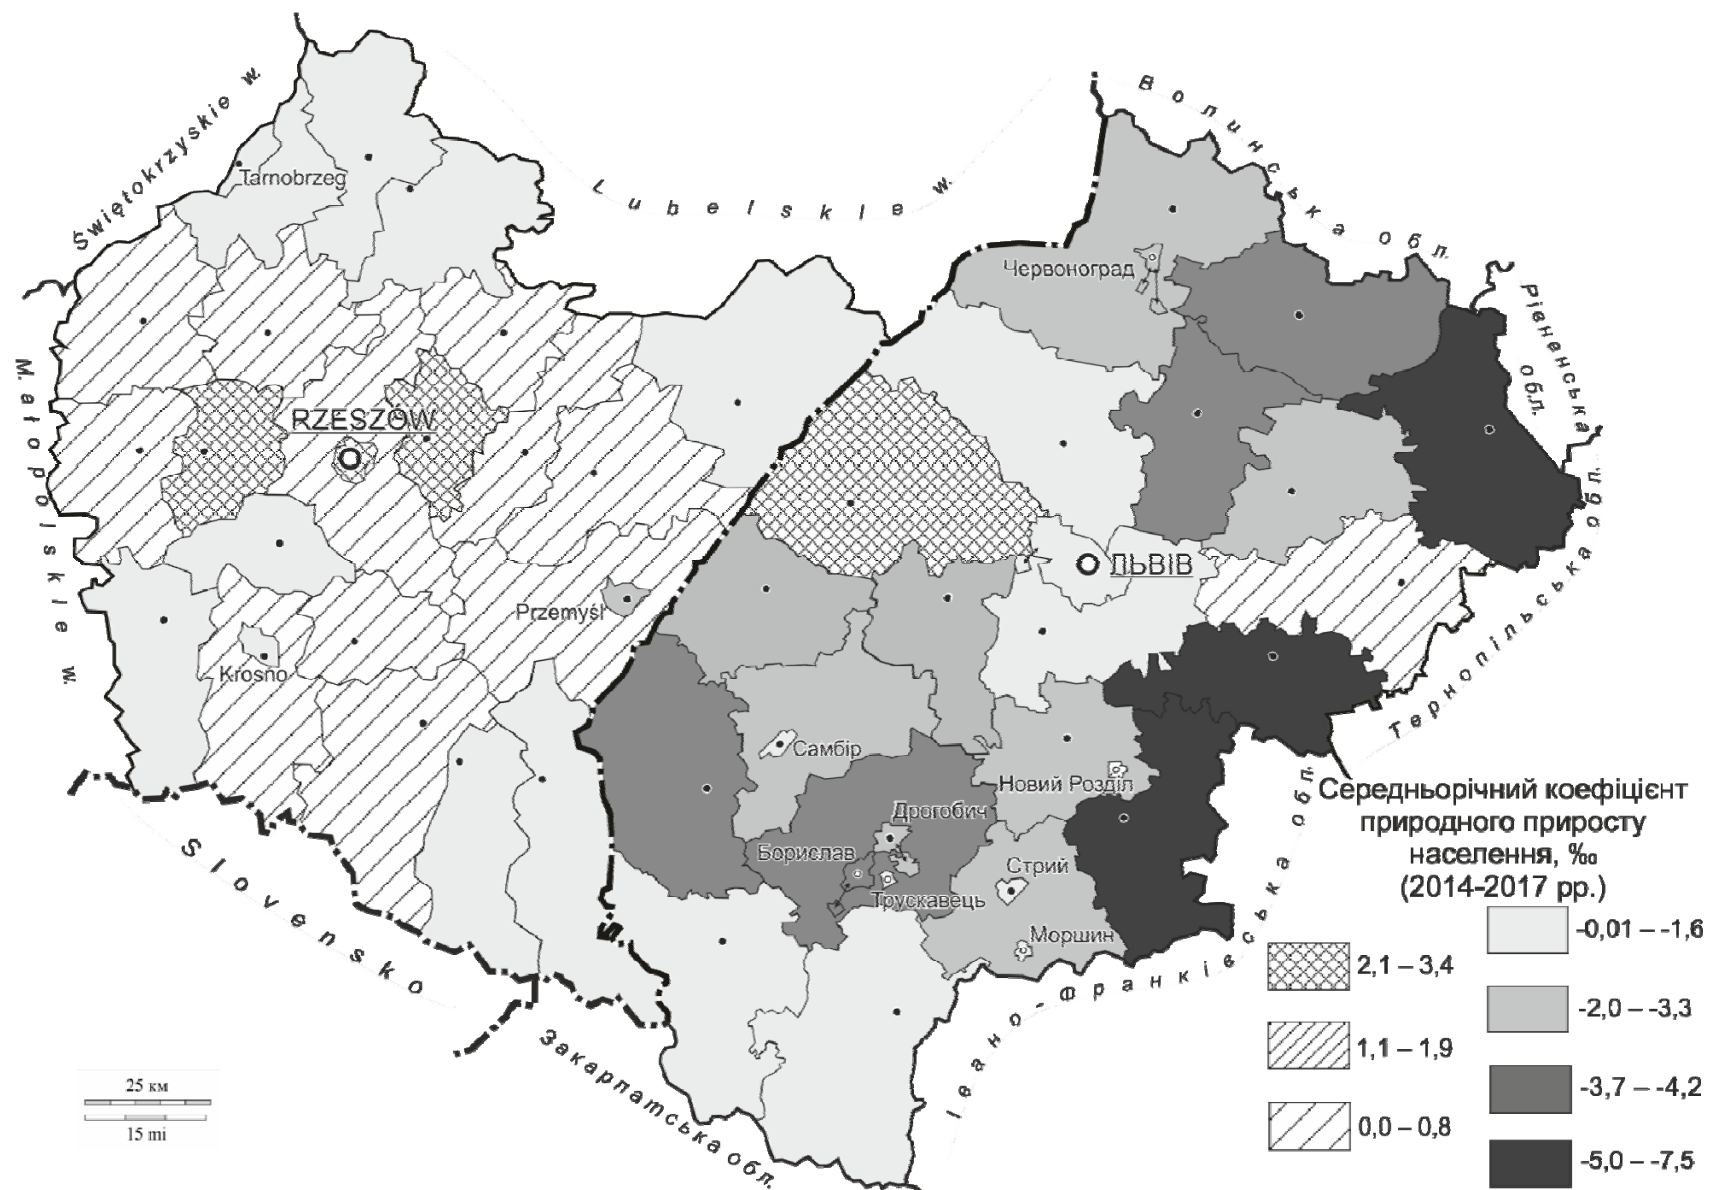 Świętokrzyskie w.
Lubelskie w.
Волинська обл.
Рівненська
обл.
Tarnobrzeg
Червоноград
Małopolskie w.
RZESZÓW
ЛЬВІВ
Тернопільська обл.
Przemyśl
Krosno
Самбір
Новий Розділ
Дрогобич
Борислав
Стрий
Трускавець
Моршин
Slovensko
Закарпатська обл.
Івано-Франківська обл.
Середньорічний коефіцієнт
природного приросту
населення, ‰
(2014-2017 рр.)
2,1 – 3,4
1,1 – 1,9
0,0 – 0,8
-0,01 – -1,6
-2,0 – -3,3
-3,7 – -4,2
-5,0 – -7,5
25 км
15 mi